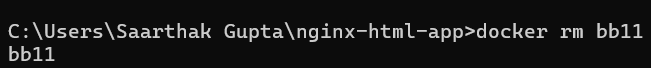 C:\Users\Saarthak Gupta\nginx-html-app>docker rm bb11
bb11